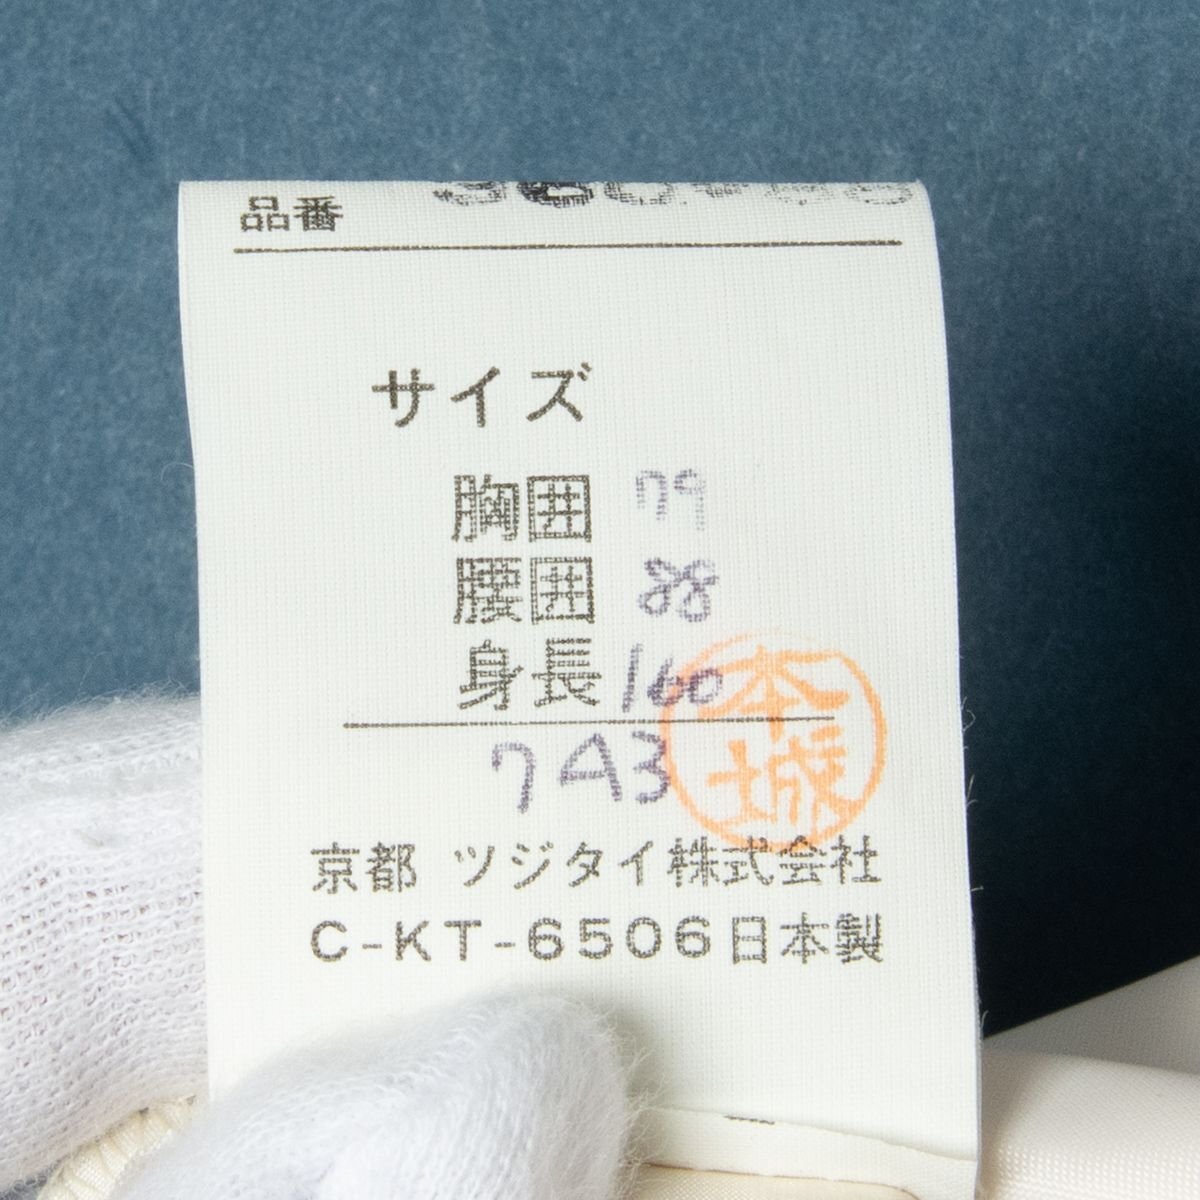 品番
サイズ
胸囲 79
腰囲 88
身長 160
7A3
本城
京都 ツジタイ株式会社
C-KT-6506日本製